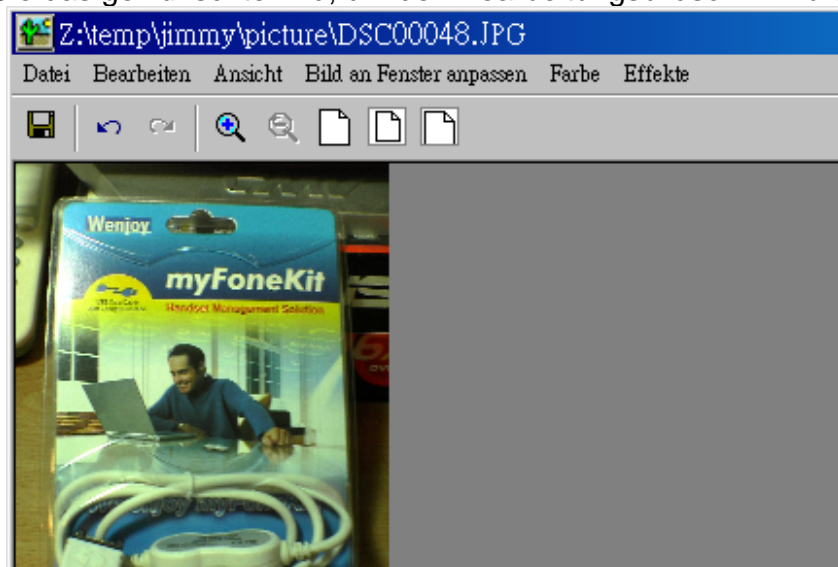 Z:\temp\jimmy\picture\DSC00048.JPG
Datei Bearbeiten Ansicht Bild an Fenster anpassen Farbe Effekte
Wenjoy
myFoneKit
Handset Management Solution